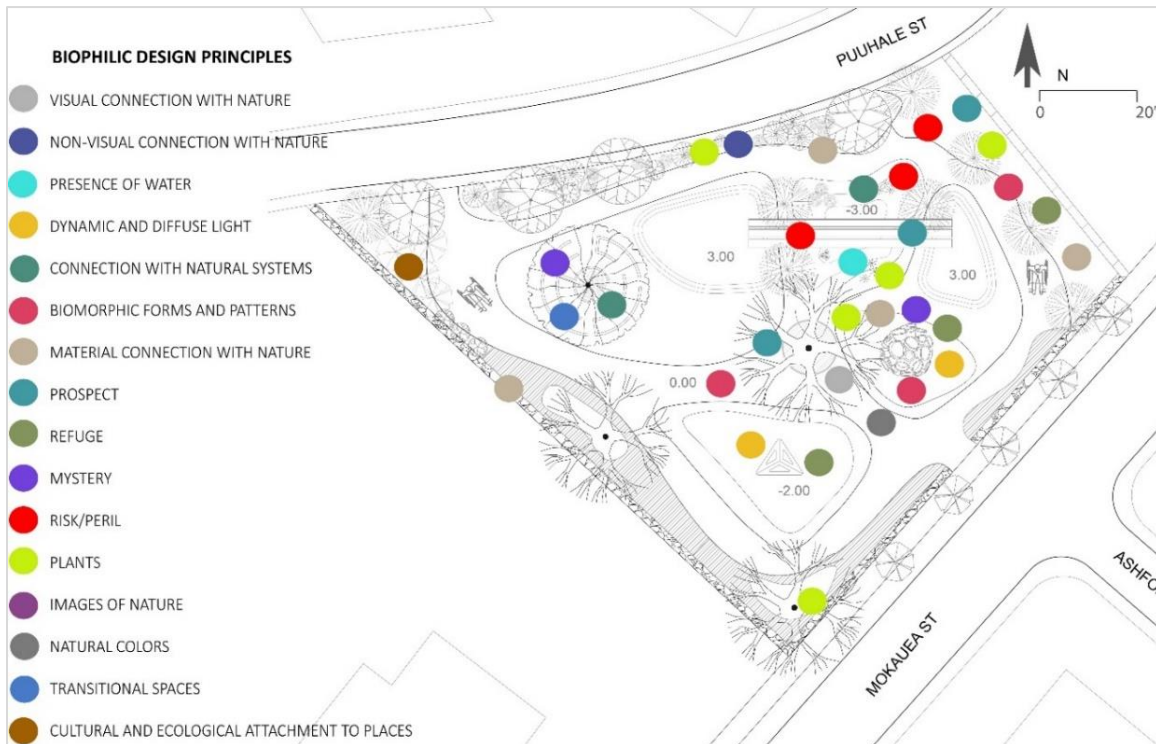 BIOPHILIC DESIGN PRINCIPLES
VISUAL CONNECTION WITH NATURE
NON-VISUAL CONNECTION WITH NATURE
PRESENCE OF WATER
DYNAMIC AND DIFFUSE LIGHT
CONNECTION WITH NATURAL SYSTEMS
BIOMORPHIC FORMS AND PATTERNS
MATERIAL CONNECTION WITH NATURE
PROSPECT
REFUGE
MYSTERY
RISK/PERIL
PLANTS
IMAGES OF NATURE
NATURAL COLORS
TRANSITIONAL SPACES
CULTURAL AND ECOLOGICAL ATTACHMENT TO PLACES
PUUHALE ST
N
0 20'
-3.00
3.00
3.00
0.00
-2.00
MOKAUEA ST
ASHFO